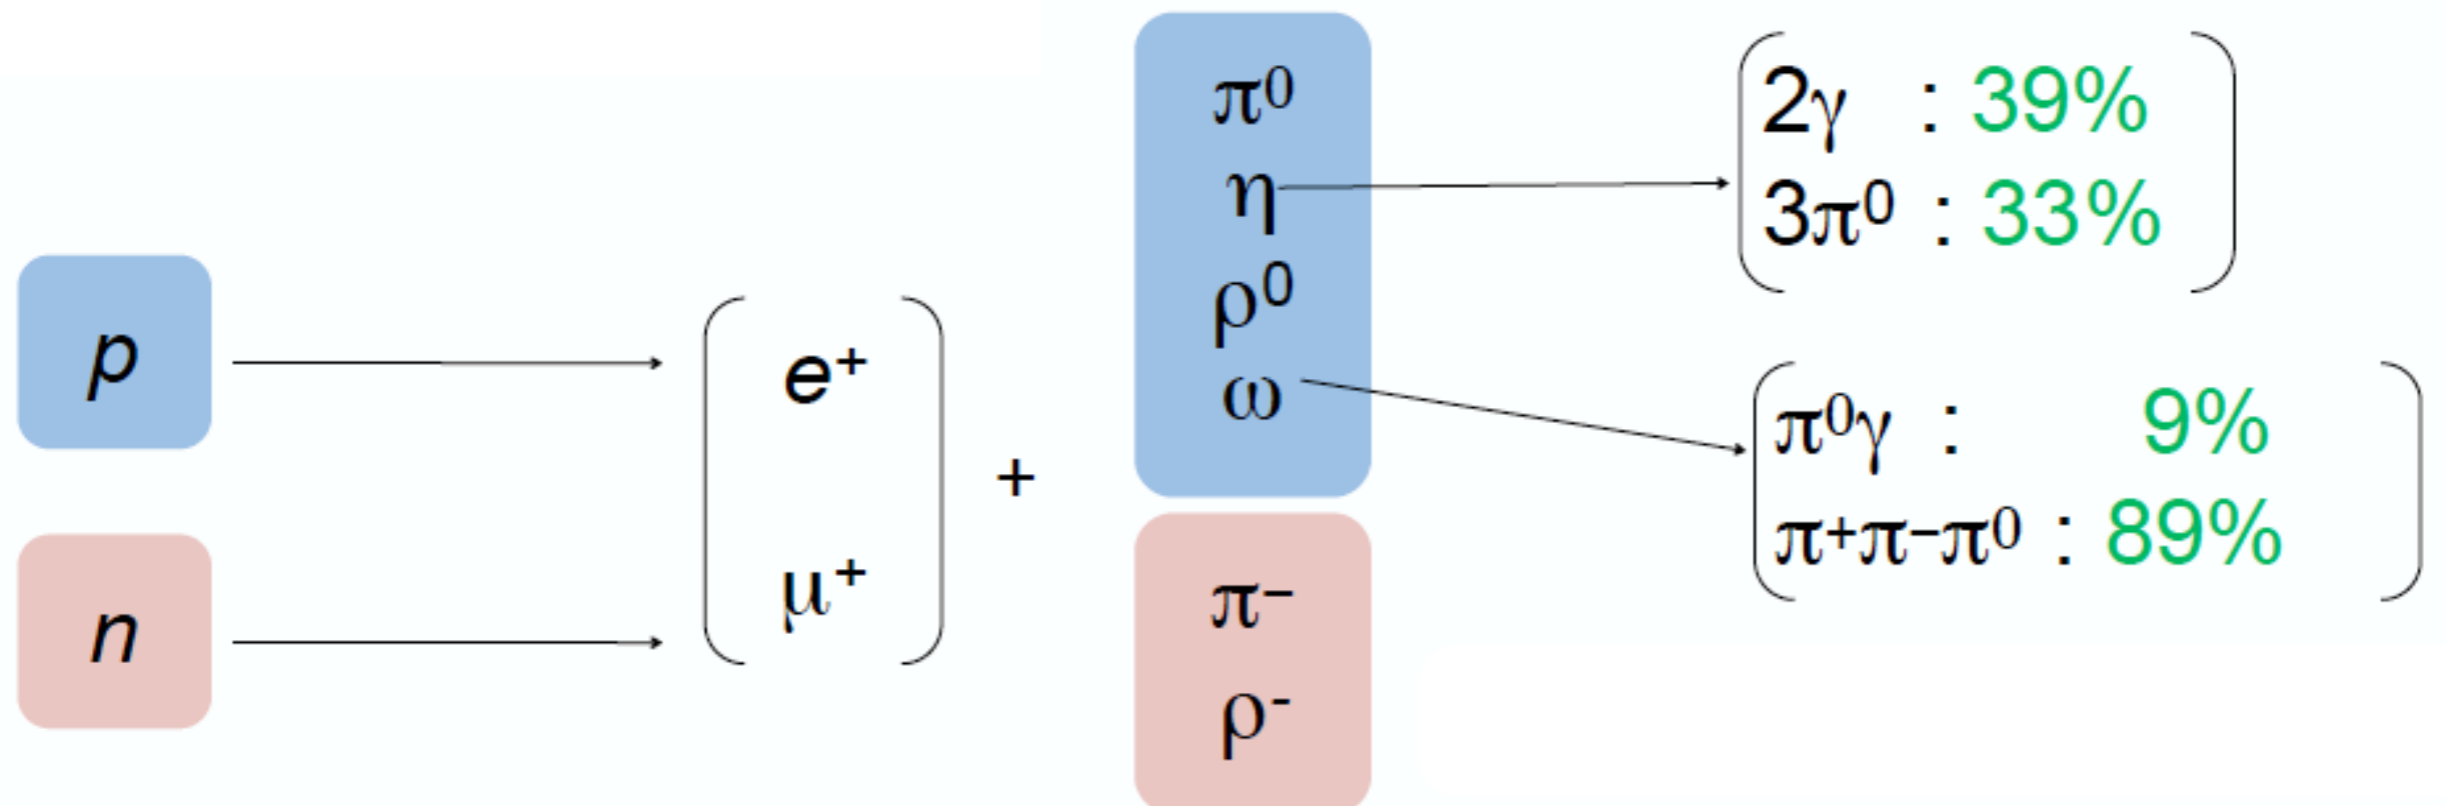 p
n
e⁺
μ⁺
+
π⁰
η
ρ⁰
ω
π⁻
ρ⁻
2γ : 39%
3π⁰ : 33%
π⁰γ : 9%
π⁺π⁻π⁰ : 89%